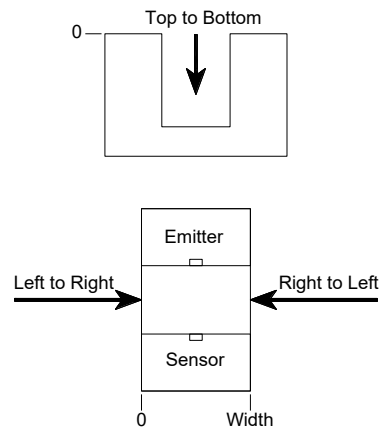 Top to Bottom
0
Emitter
Left to Right
Right to Left
Sensor
0
Width